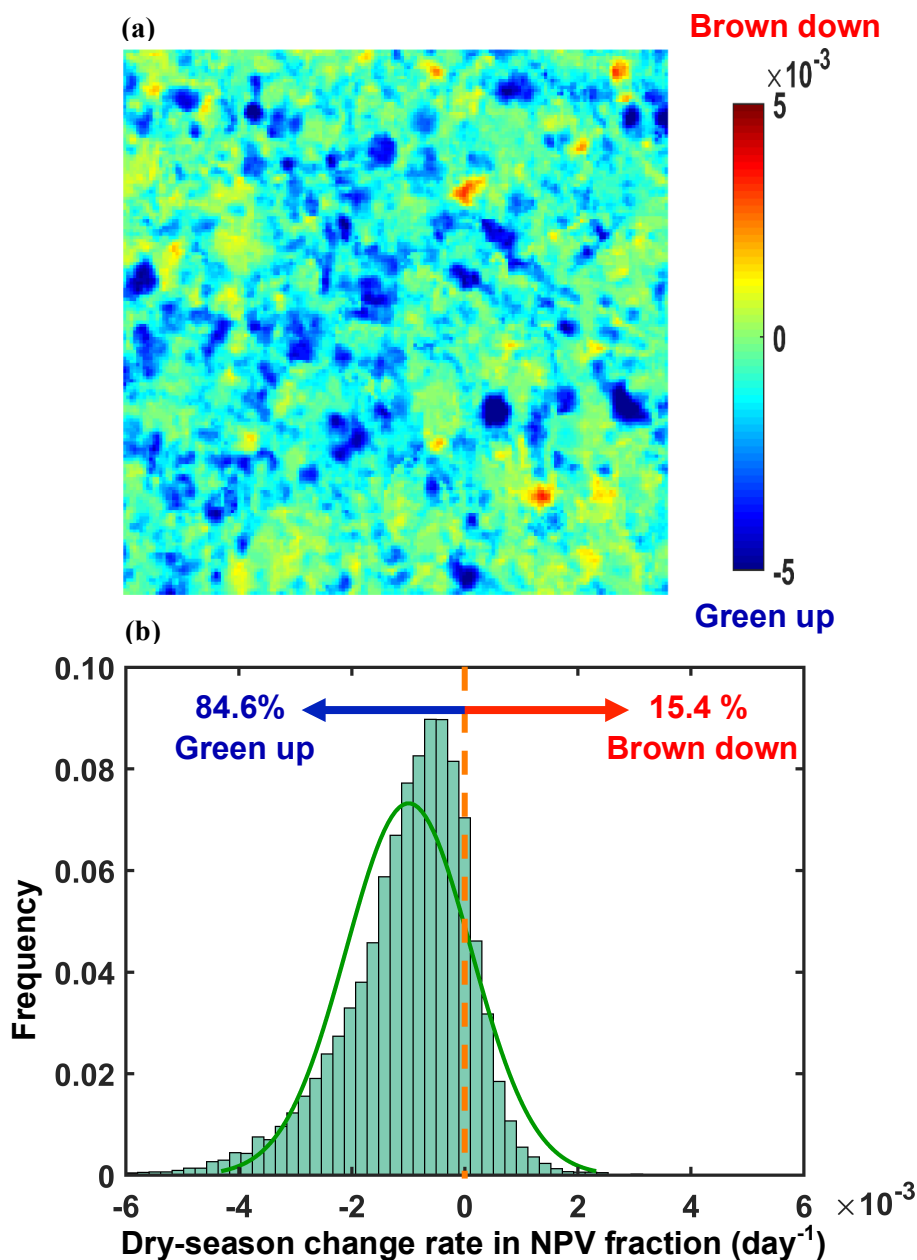 (a)
Brown down
×10⁻³
5
0
-5
Green up
(b)
0.10
0.08
0.06
0.04
0.02
0
Frequency
84.6%
Green up
15.4 %
Brown down
-6
-4
-2
0
2
4
6
×10⁻³
Dry-season change rate in NPV fraction (day⁻¹)